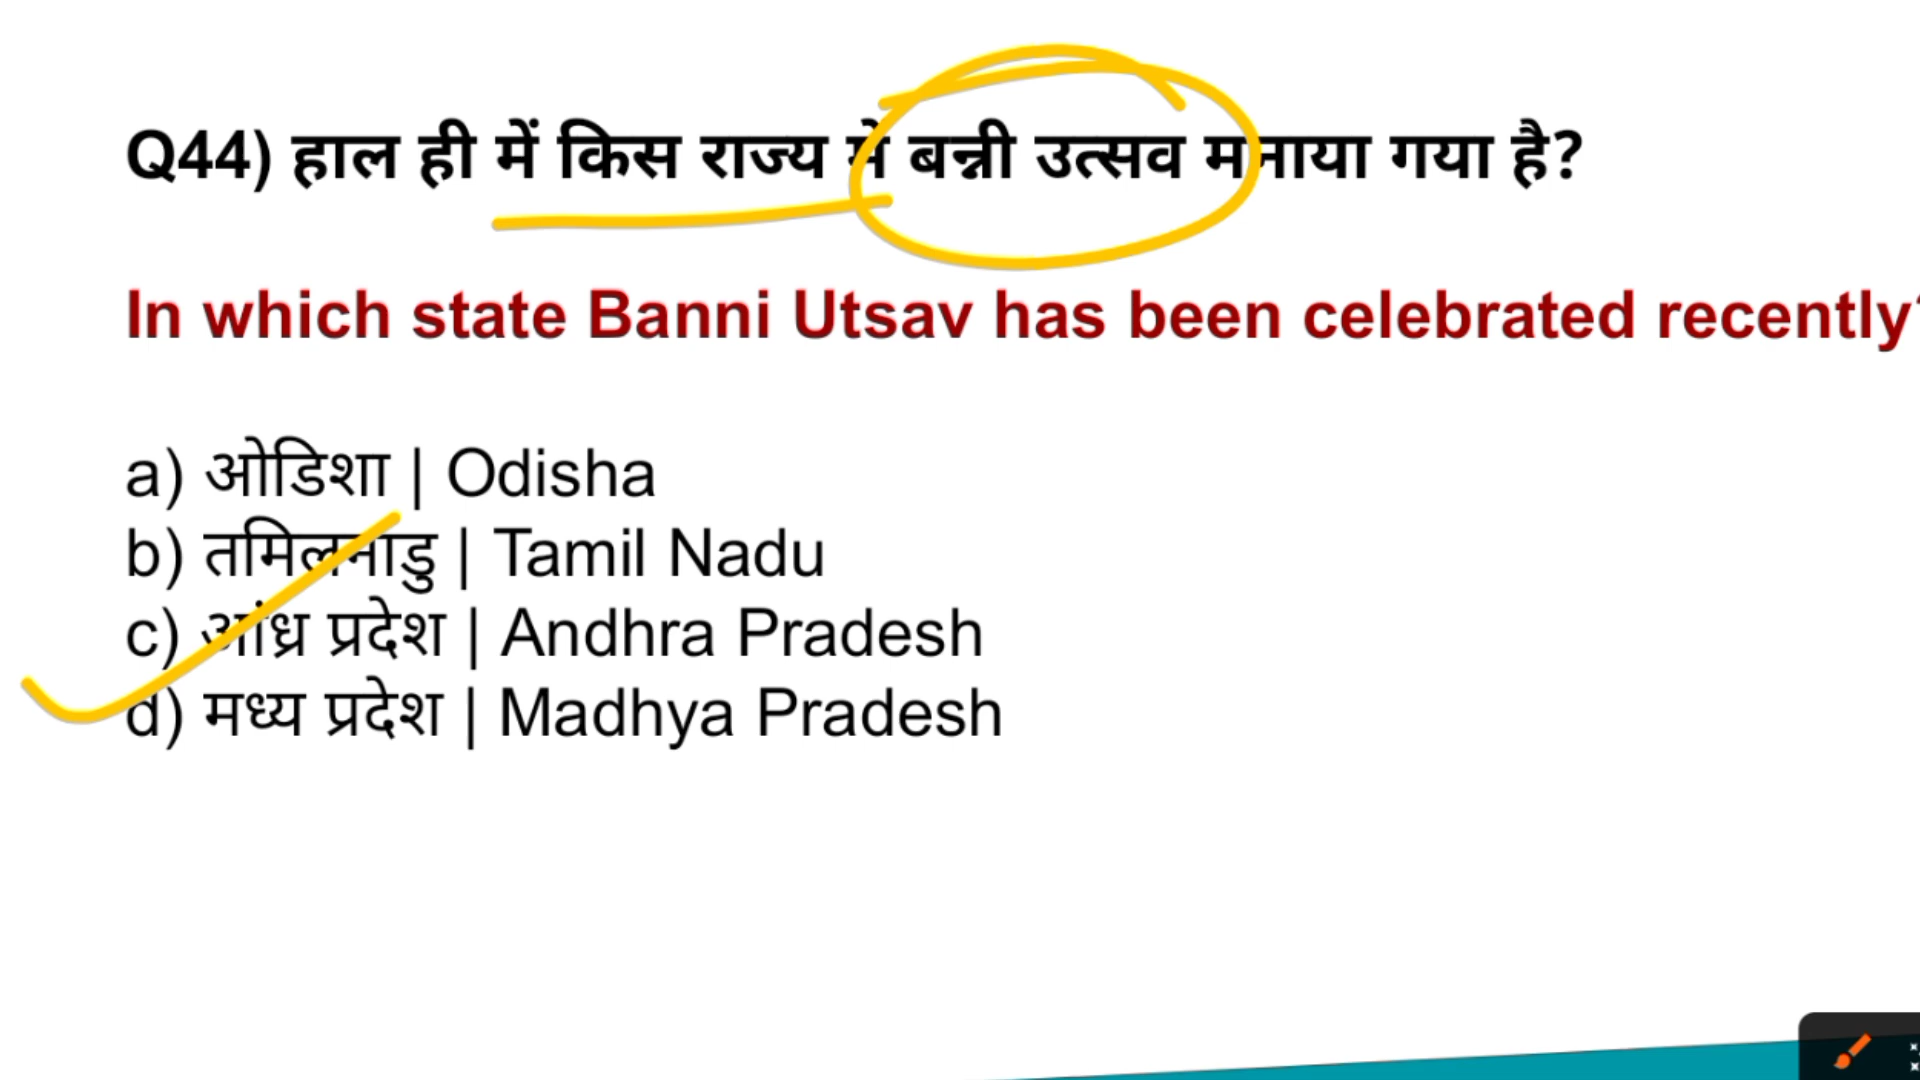 Q44) हाल ही में किस राज्य मे बन्नी उत्सव मनाया गया है?
In which state Banni Utsav has been celebrated recently?
a) ओडिशा | Odisha
b) तमिलनाडु | Tamil Nadu
c) आंध्र प्रदेश | Andhra Pradesh
d) मध्य प्रदेश | Madhya Pradesh